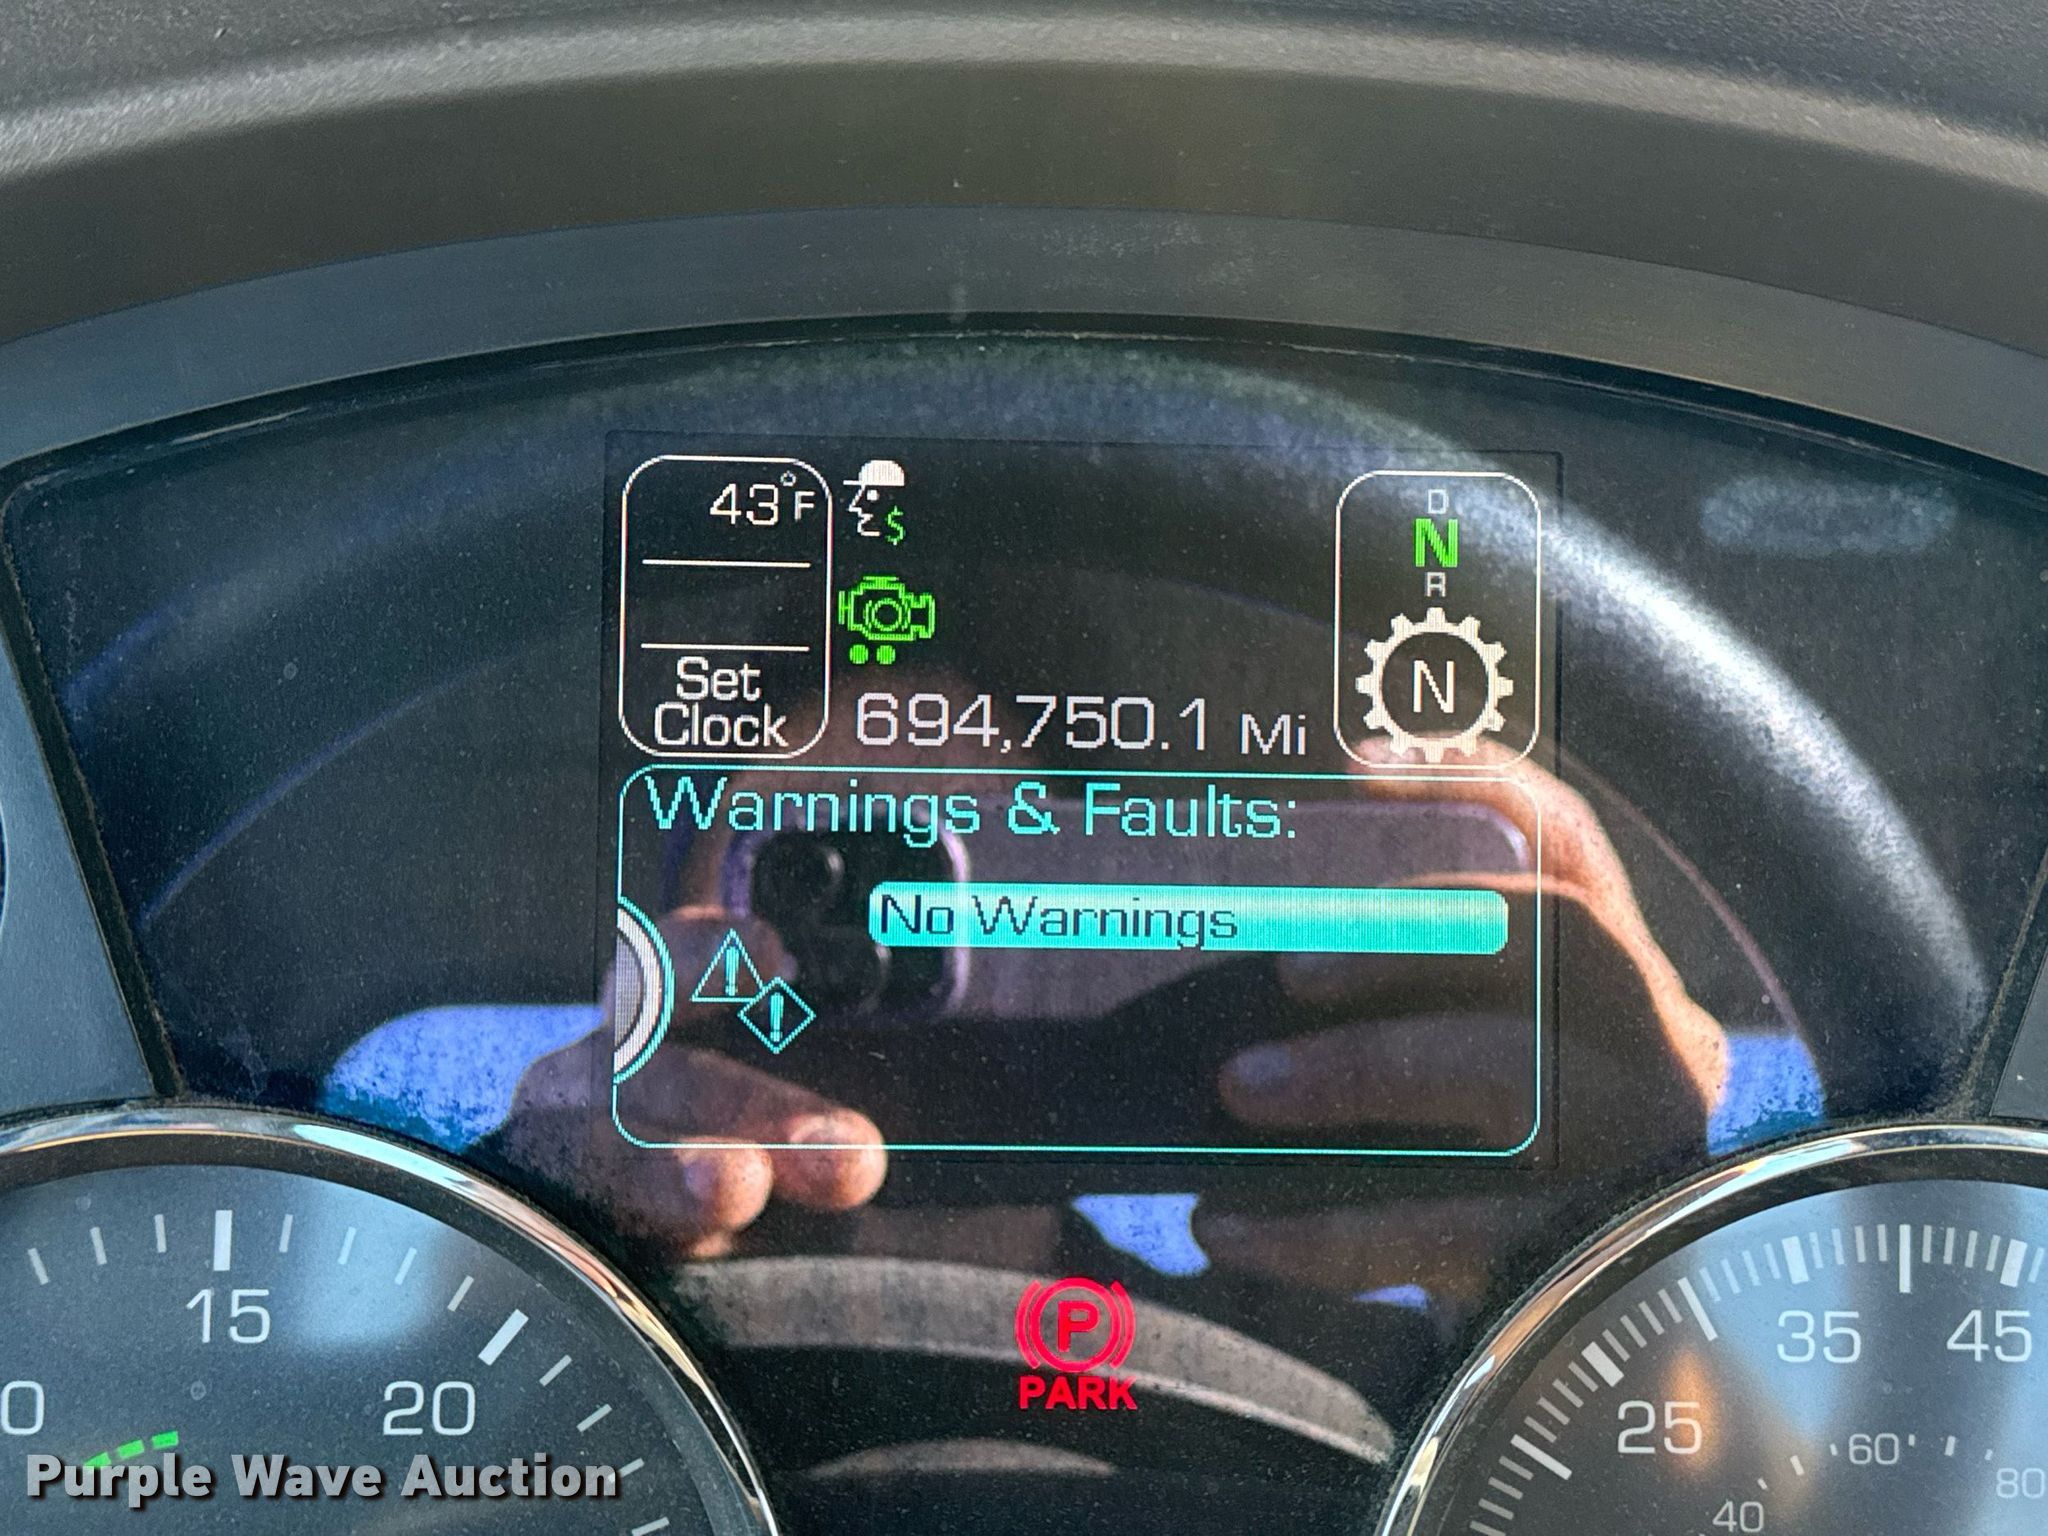 43°F
$
D
N
R
N
Set
Clock
694,750.1 Mi
Warnings & Faults:
No Warnings
P
PARK
15
20
25
35
45
40
60
80
Purple Wave Auction